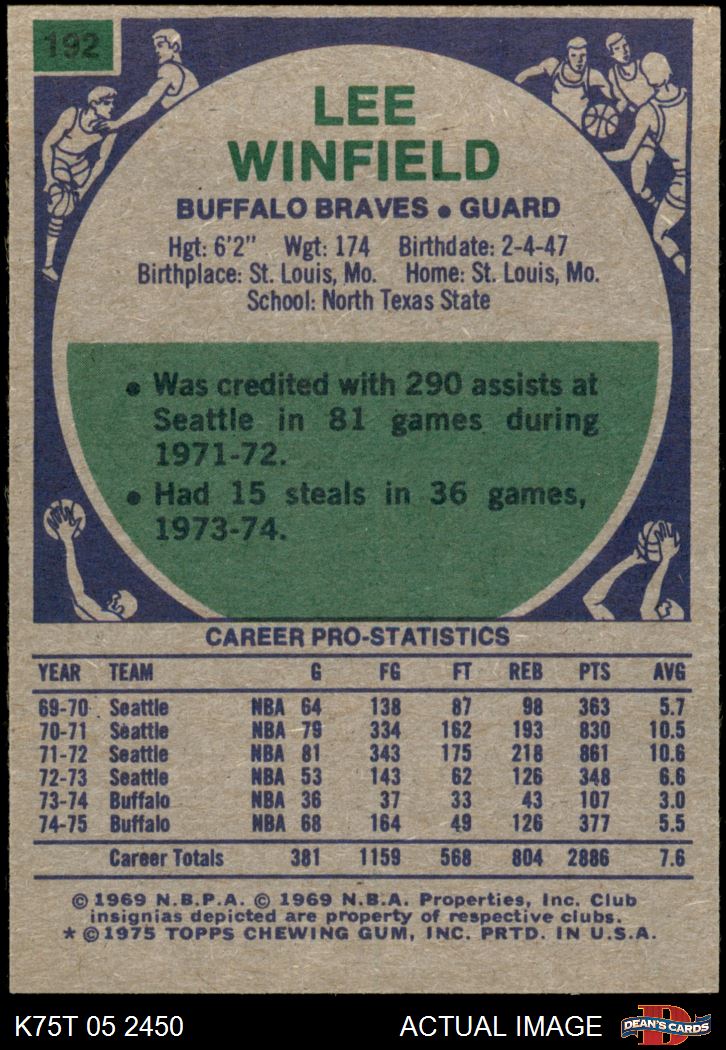 192
LEE
WINFIELD
BUFFALO BRAVES • GUARD
Hgt: 6'2" Wgt: 174 Birthdate: 2-4-47
Birthplace: St. Louis, Mo. Home: St. Louis, Mo.
School: North Texas State
• Was credited with 290 assists at
Seattle in 81 games during
1971-72.
• Had 15 steals in 36 games,
1973-74.
CAREER PRO-STATISTICS
YEAR TEAM G FG FT REB PTS AVG
69-70 Seattle NBA 64 138 87 98 363 5.7
70-71 Seattle NBA 79 334 162 193 830 10.5
71-72 Seattle NBA 81 343 175 218 861 10.6
72-73 Seattle NBA 53 143 62 126 348 6.6
73-74 Buffalo NBA 36 37 33 43 107 3.0
74-75 Buffalo NBA 68 164 49 126 377 5.5
Career Totals 381 1159 568 804 2886 7.6
© 1969 N.B.P.A. © 1969 N.B.A. Properties, Inc. Club
insignias depicted are property of respective clubs.
* © 1975 TOPPS CHEWING GUM, INC. PRTD. IN U.S.A.
K75T 05 2450 ACTUAL IMAGE DEAN'S CARDS